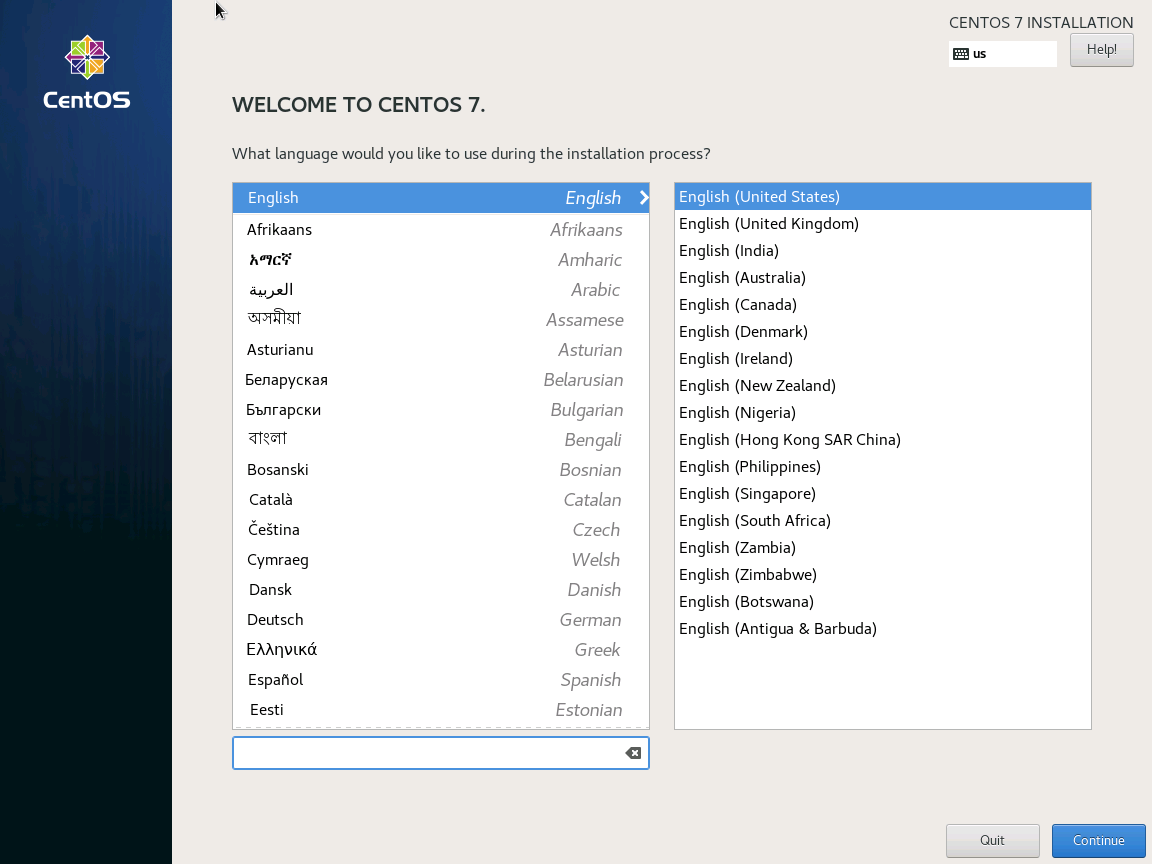 CentOS
CENTOS 7 INSTALLATION
us
Help!
WELCOME TO CENTOS 7.
What language would you like to use during the installation process?
English English
Afrikaans Afrikaans
አማርኛ Amharic
العربية Arabic
অসমীয়া Assamese
Asturianu Asturian
Беларуская Belarusian
Български Bulgarian
বাংলা Bengali
Bosanski Bosnian
Català Catalan
Čeština Czech
Cymraeg Welsh
Dansk Danish
Deutsch German
Ελληνικά Greek
Español Spanish
Eesti Estonian
English (United States)
English (United Kingdom)
English (India)
English (Australia)
English (Canada)
English (Denmark)
English (Ireland)
English (New Zealand)
English (Nigeria)
English (Hong Kong SAR China)
English (Philippines)
English (Singapore)
English (South Africa)
English (Zambia)
English (Zimbabwe)
English (Botswana)
English (Antigua & Barbuda)
Quit
Continue